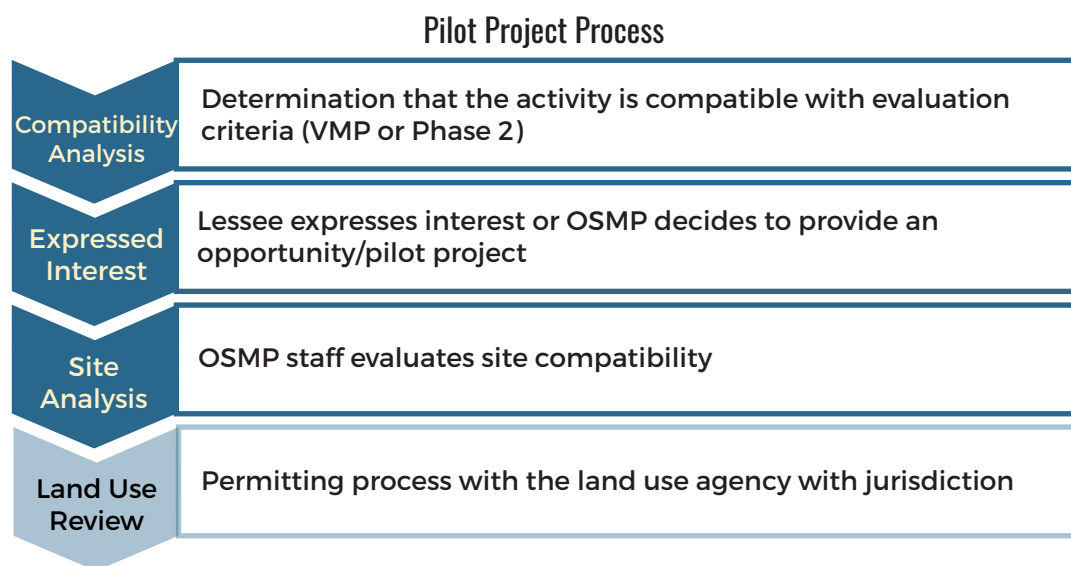 Pilot Project Process
Compatibility
Analysis
Determination that the activity is compatible with evaluation
criteria (VMP or Phase 2)
Expressed
Interest
Lessee expresses interest or OSMP decides to provide an
opportunity/pilot project
Site
Analysis
OSMP staff evaluates site compatibility
Land Use
Review
Permitting process with the land use agency with jurisdiction